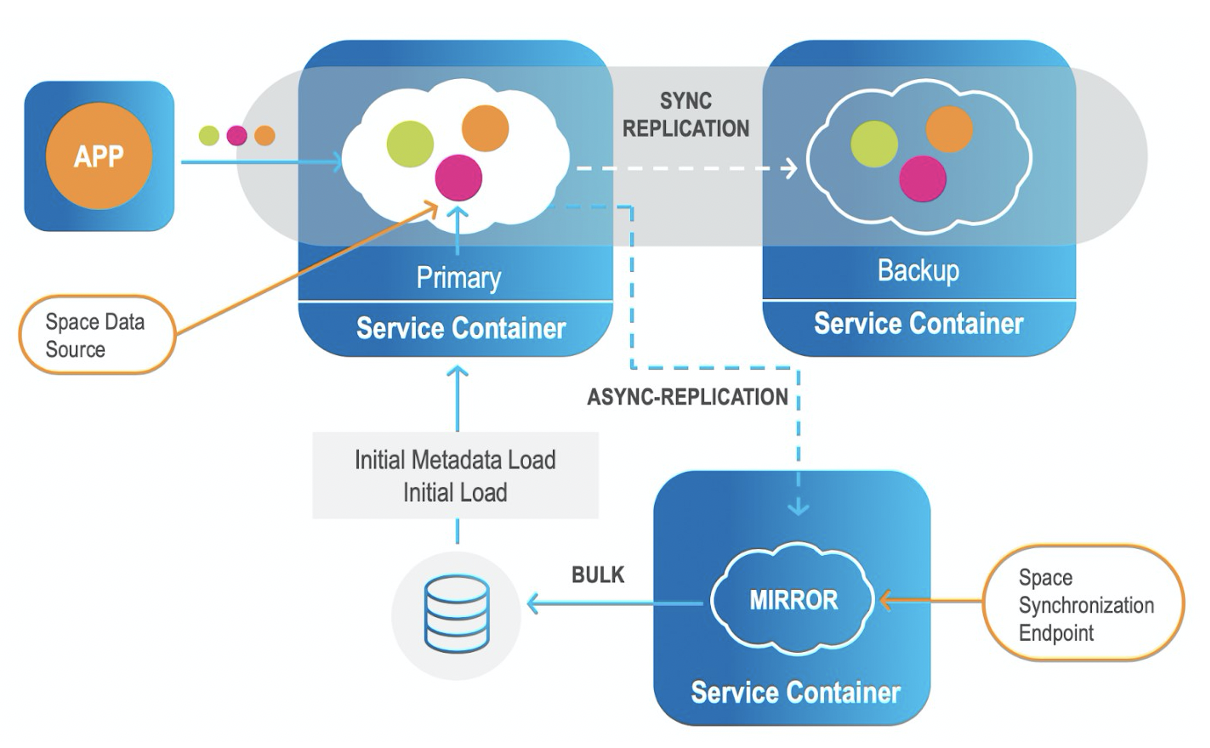 APP
SYNC
REPLICATION
Primary
Service Container
Backup
Service Container
Space Data
Source
ASYNC-REPLICATION
Initial Metadata Load
Initial Load
BULK
MIRROR
Service Container
Space
Synchronization
Endpoint